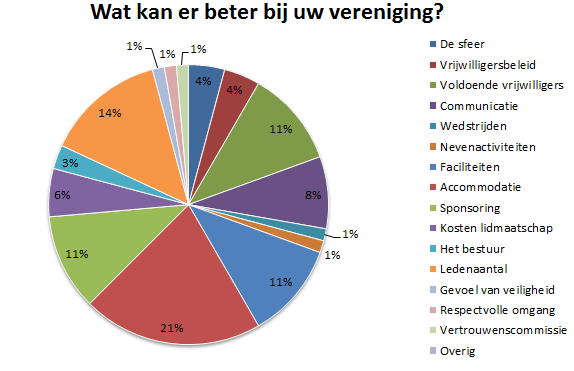 Wat kan er beter bij uw vereniging?
1%
1%
1%
4%
4%
11%
8%
1%
1%
11%
21%
11%
6%
3%
14%
De sfeer
Vrijwilligersbeleid
Voldoende vrijwilligers
Communicatie
Wedstrijden
Nevenactiviteiten
Faciliteiten
Accommodatie
Sponsoring
Kosten lidmaatschap
Het bestuur
Ledenaantal
Gevoel van veiligheid
Respectvolle omgang
Vertrouwenscommissie
Overig